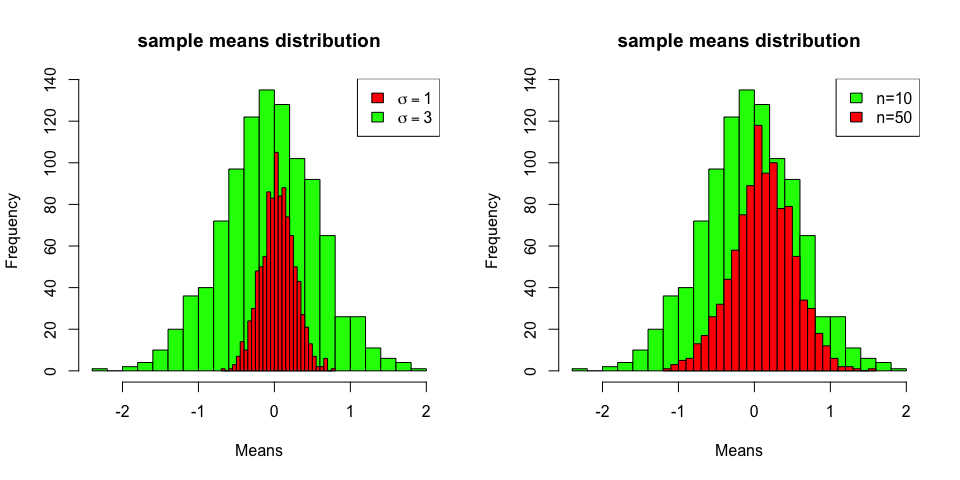 sample means distribution
σ = 1
σ = 3
140
120
100
80
60
40
20
0
Frequency
-2 -1 0 1 2
Means
sample means distribution
n=10
n=50
140
120
100
80
60
40
20
0
Frequency
-2 -1 0 1 2
Means